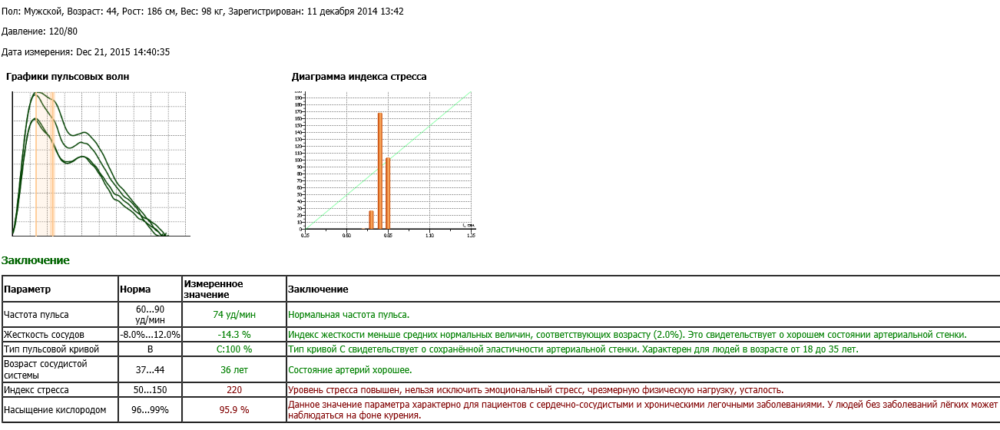 Пол: Мужской, Возраст: 44, Рост: 186 см, Вес: 98 кг, Зарегистрирован: 11 декабря 2014 13:42
Давление: 120/80
Дата измерения: Dec 21, 2015 14:40:35
Графики пульсовых волн
Диаграмма индекса стресса
190
180
170
160
150
140
130
120
110
100
90
80
70
60
50
40
30
20
10
0
0.35 0.60 0.85 1.10 1.35
Заключение
Параметр Норма Измеренное значение Заключение
Частота пульса 60...90 уд/мин 74 уд/мин Нормальная частота пульса.
Жесткость сосудов -8.0%...12.0% -14.3 % Индекс жесткости меньше средних нормальных величин, соответствующих возрасту (2.0%). Это свидетельствует о хорошем состоянии артериальной стенки.
Тип пульсовой кривой B C:100 % Тип кривой C свидетельствует о сохранённой эластичности артериальной стенки. Характерен для людей в возрасте от 18 до 35 лет.
Возраст сосудистой системы 37...44 36 лет Состояние артерий хорошее.
Индекс стресса 50...150 220 Уровень стресса повышен, нельзя исключить эмоциональный стресс, чрезмерную физическую нагрузку, усталость.
Насыщение кислородом 96...99% 95.9 % Данное значение параметра характерно для пациентов с сердечно-сосудистыми и хроническими легочными заболеваниями. У людей без заболеваний лёгких может
наблюдаться на фоне курения.